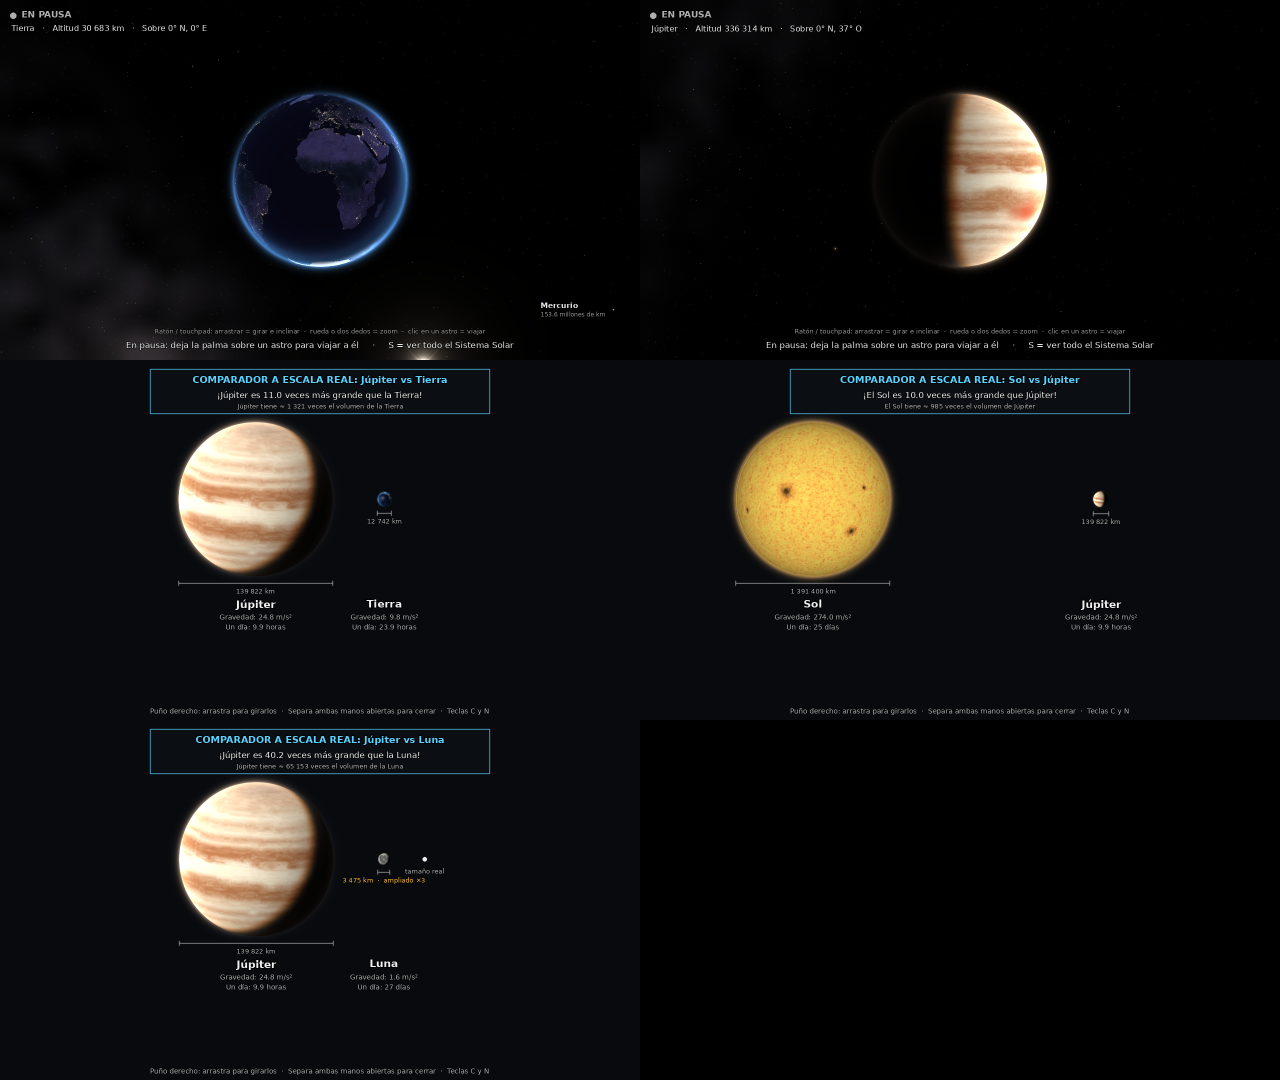 ● EN PAUSA
Tierra · Altitud 30 683 km · Sobre 0° N, 0° E
Mercurio
153.6 millones de km
Ratón / touchpad: arrastrar = girar e inclinar · rueda o dos dedos = zoom · clic en un astro = viajar
En pausa: deja la palma sobre un astro para viajar a él · S = ver todo el Sistema Solar
● EN PAUSA
Júpiter · Altitud 336 314 km · Sobre 0° N, 37° O
Ratón / touchpad: arrastrar = girar e inclinar · rueda o dos dedos = zoom · clic en un astro = viajar
En pausa: deja la palma sobre un astro para viajar a él · S = ver todo el Sistema Solar
COMPARADOR A ESCALA REAL: Júpiter vs Tierra
¡Júpiter es 11.0 veces más grande que la Tierra!
Júpiter tiene ≈ 1 321 veces el volumen de la Tierra
12 742 km
139 822 km
Júpiter
Gravedad: 24.8 m/s²
Un día: 9.9 horas
Tierra
Gravedad: 9.8 m/s²
Un día: 23.9 horas
Puño derecho: arrastra para girarlos · Separa ambas manos abiertas para cerrar · Teclas C y N
COMPARADOR A ESCALA REAL: Sol vs Júpiter
¡El Sol es 10.0 veces más grande que Júpiter!
El Sol tiene ≈ 985 veces el volumen de Júpiter
139 822 km
1 391 400 km
Sol
Gravedad: 274.0 m/s²
Un día: 25 días
Júpiter
Gravedad: 24.8 m/s²
Un día: 9.9 horas
Puño derecho: arrastra para girarlos · Separa ambas manos abiertas para cerrar · Teclas C y N
COMPARADOR A ESCALA REAL: Júpiter vs Luna
¡Júpiter es 40.2 veces más grande que la Luna!
Júpiter tiene ≈ 65 153 veces el volumen de la Luna
tamaño real
3 475 km · ampliado ×3
139 822 km
Júpiter
Gravedad: 24.8 m/s²
Un día: 9.9 horas
Luna
Gravedad: 1.6 m/s²
Un día: 27 días
Puño derecho: arrastra para girarlos · Separa ambas manos abiertas para cerrar · Teclas C y N